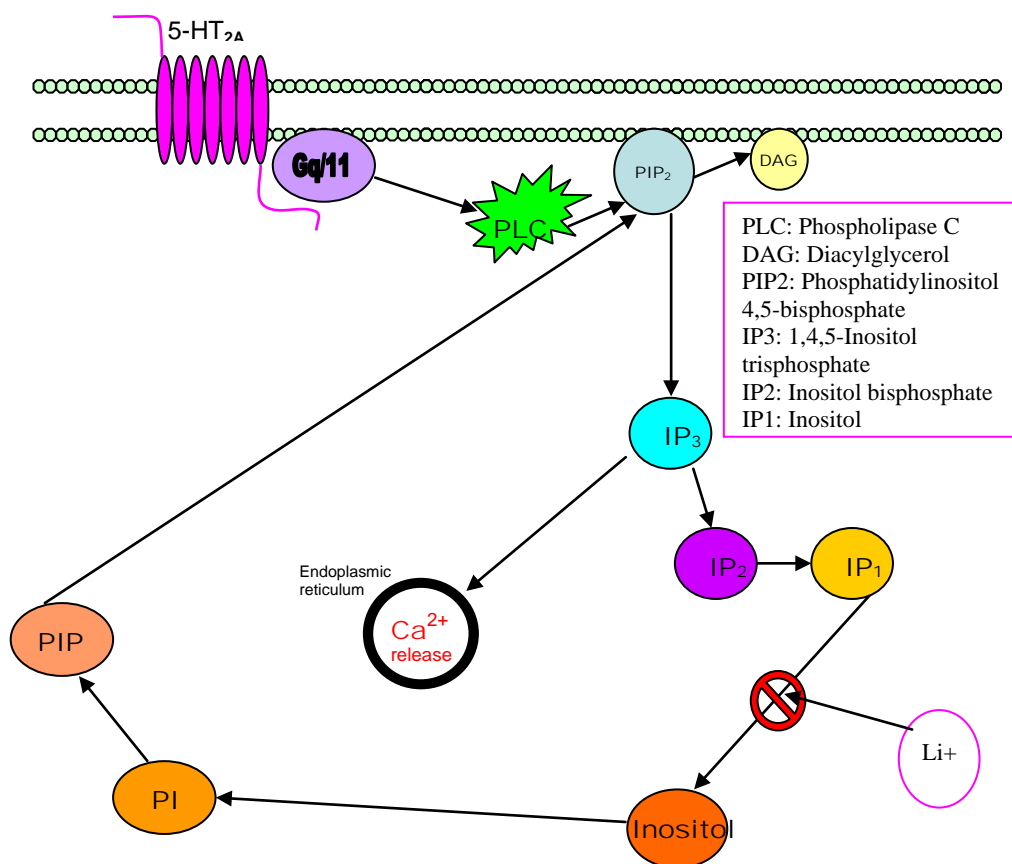 5-HT₂A
Gq/11
PLC
PIP₂
DAG
PLC: Phospholipase C
DAG: Diacylglycerol
PIP2: Phosphatidylinositol
4,5-bisphosphate
IP3: 1,4,5-Inositol
trisphosphate
IP2: Inositol bisphosphate
IP1: Inositol
IP₃
IP₂
IP₁
Endoplasmic
reticulum
Ca²⁺
release
PIP
Li+
PI
Inositol